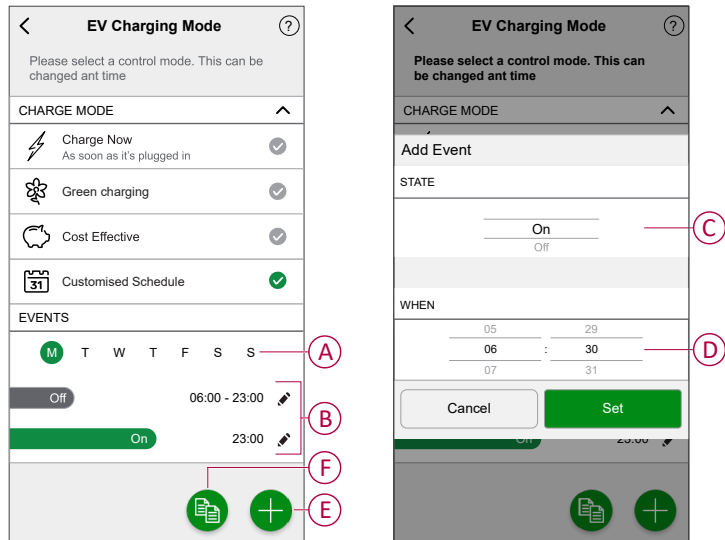 EV Charging Mode ?
Please select a control mode. This can be
changed ant time
CHARGE MODE
Charge Now
As soon as it's plugged in
Green charging
Cost Effective
31 Customised Schedule
EVENTS
M T W T F S S
A
Off 06:00 - 23:00
On 23:00
B
F
E
EV Charging Mode ?
Please select a control mode. This can
be changed ant time
CHARGE MODE
Add Event
STATE
On
Off
C
WHEN
05 29
06 : 30
07 31
D
Cancel Set
On 23:00